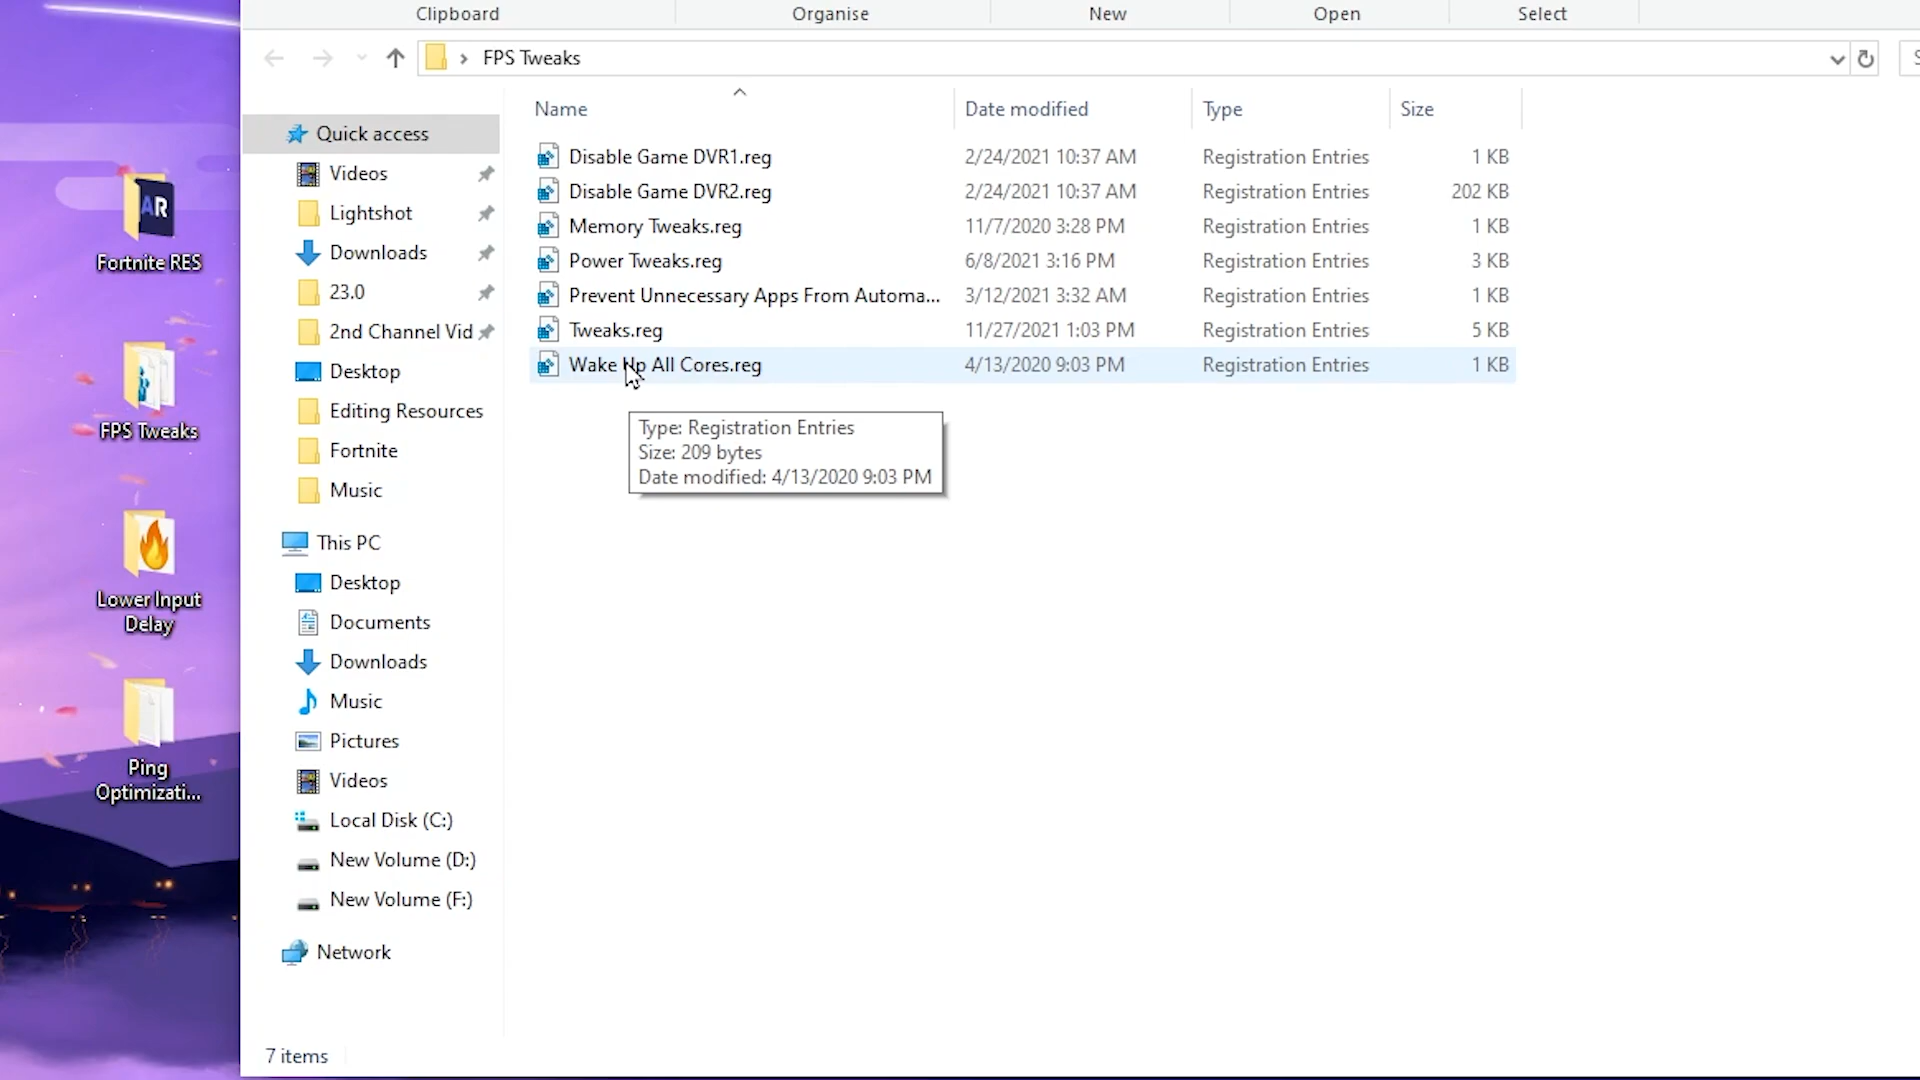 Clipboard Organise New Open Select
FPS Tweaks
Name Date modified Type Size
Quick access
Videos
Lightshot
Downloads
23.0
2nd Channel Vid
Desktop
Editing Resources
Fortnite
Music
This PC
Desktop
Documents
Downloads
Music
Pictures
Videos
Local Disk (C:)
New Volume (D:)
New Volume (F:)
Network
Disable Game DVR1.reg 2/24/2021 10:37 AM Registration Entries 1 KB
Disable Game DVR2.reg 2/24/2021 10:37 AM Registration Entries 202 KB
Memory Tweaks.reg 11/7/2020 3:28 PM Registration Entries 1 KB
Power Tweaks.reg 6/8/2021 3:16 PM Registration Entries 3 KB
Prevent Unnecessary Apps From Automa... 3/12/2021 3:32 AM Registration Entries 1 KB
Tweaks.reg 11/27/2021 1:03 PM Registration Entries 5 KB
Wake Up All Cores.reg 4/13/2020 9:03 PM Registration Entries 1 KB
Type: Registration Entries
Size: 209 bytes
Date modified: 4/13/2020 9:03 PM
7 items
AR
Fortnite RES
FPS Tweaks
Lower Input
Delay
Ping
Optimizati...